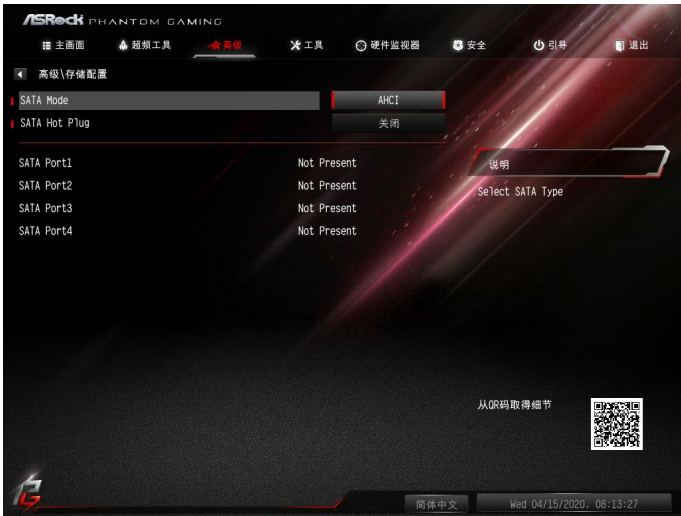 ASRock PHANTOM GAMING
主画面 超频工具 高级 工具 硬件监视器 安全 引导 退出
高级\存储配置
SATA Mode AHCI
SATA Hot Plug 关闭
SATA Port1 Not Present
SATA Port2 Not Present
SATA Port3 Not Present
SATA Port4 Not Present
说明
Select SATA Type
从QR码取得细节
简体中文 Wed 04/15/2020. 08:13:27